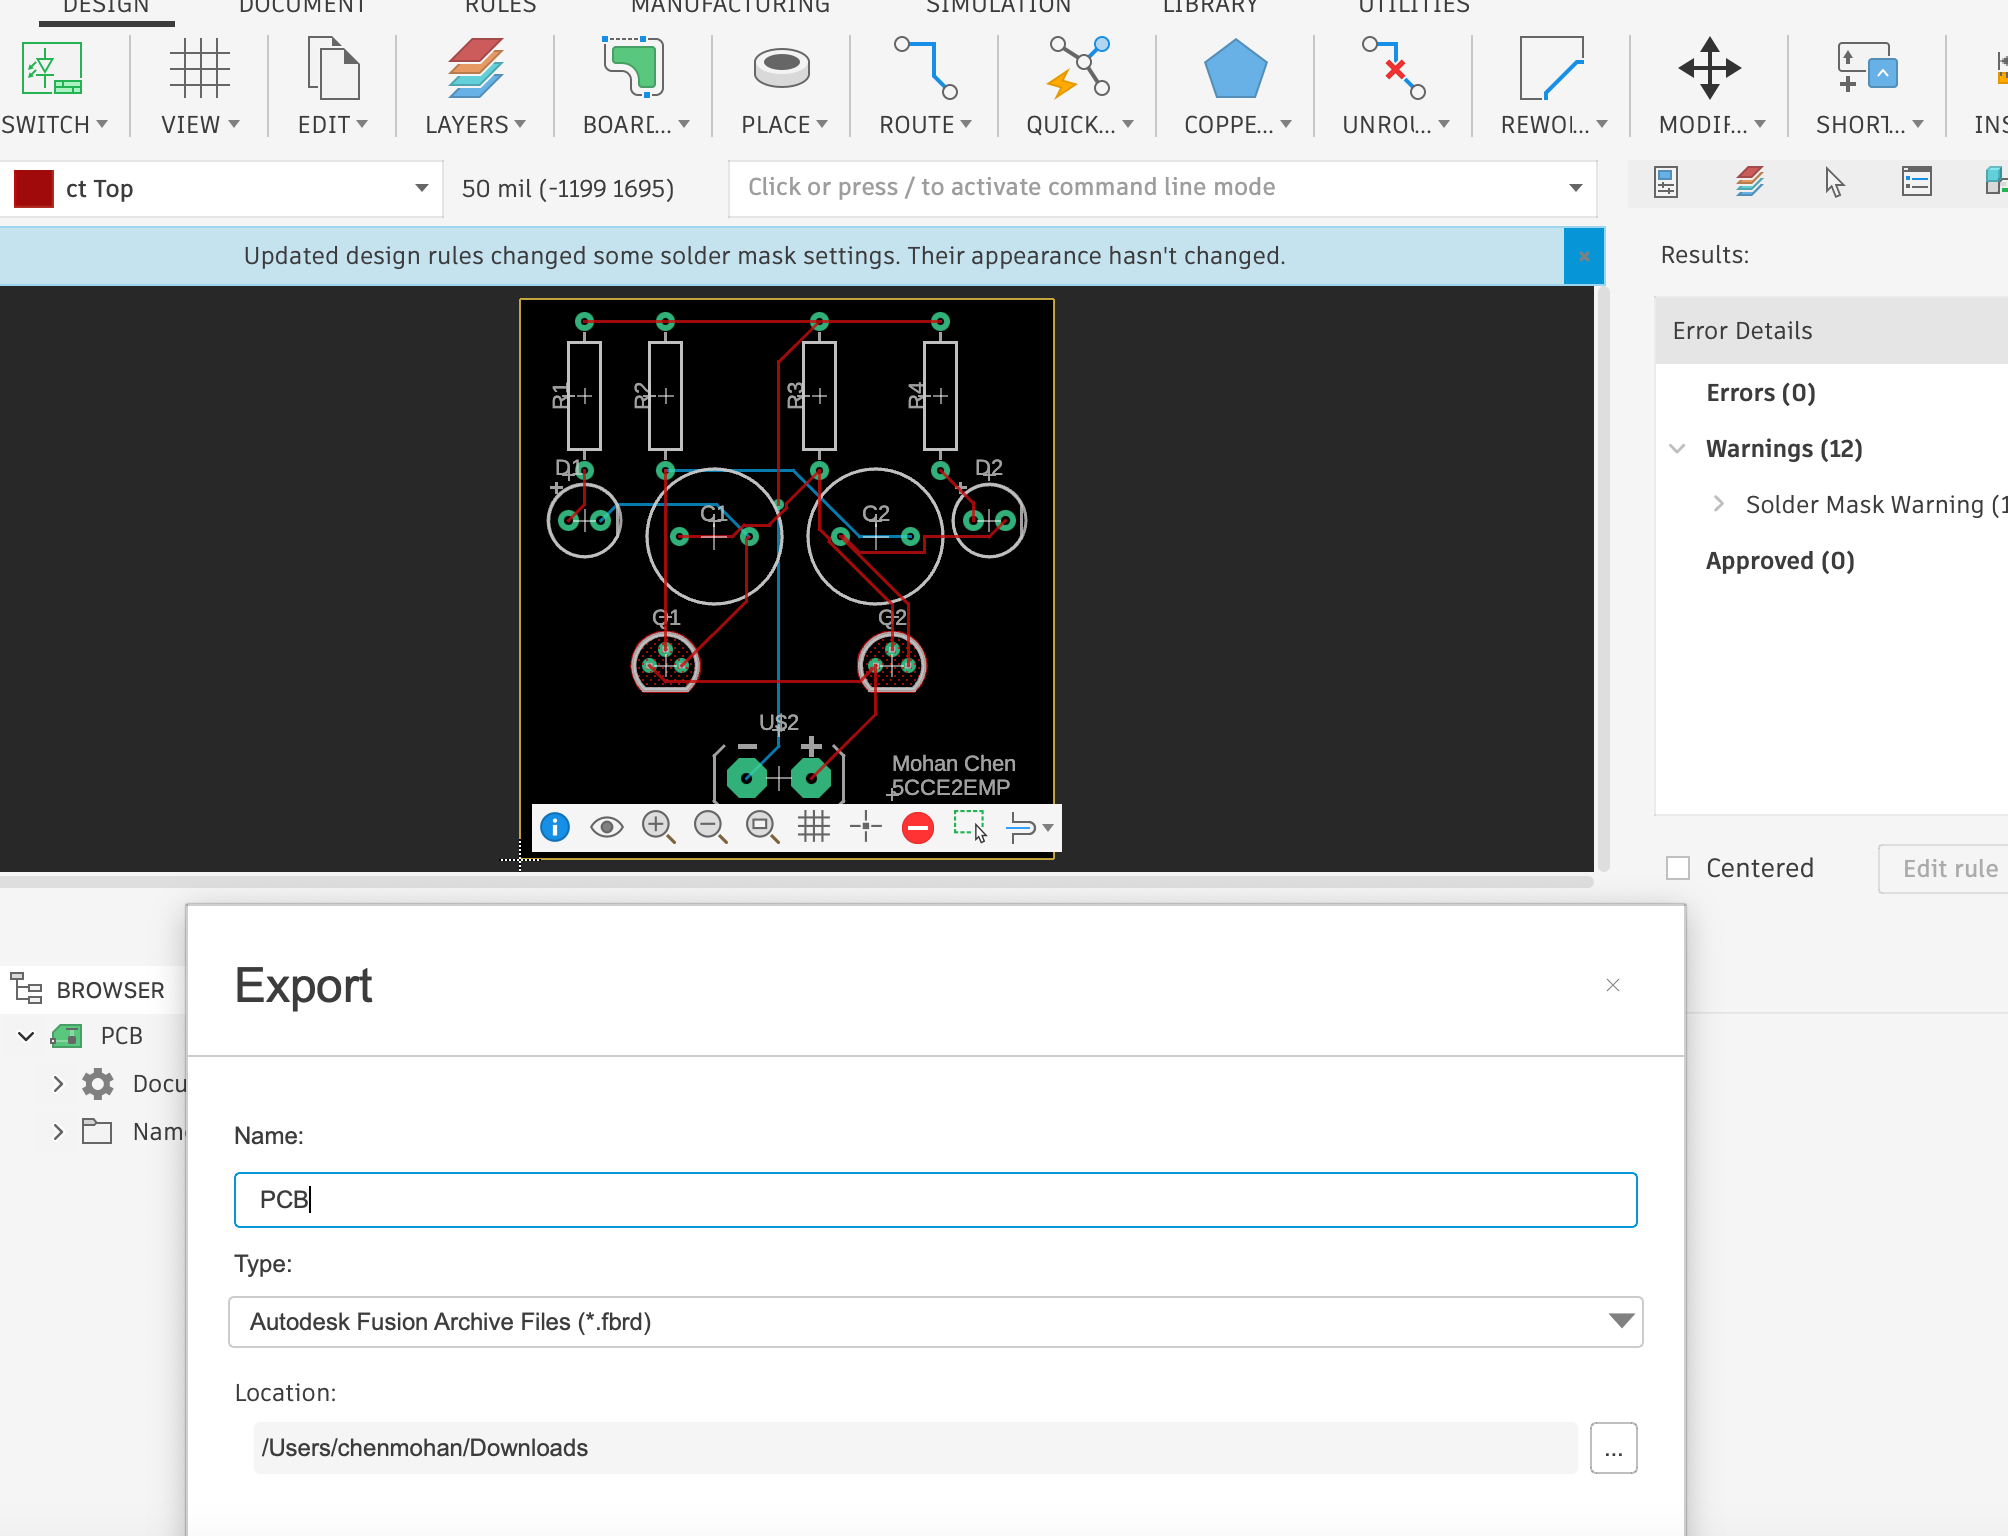 DESIGN DOCUMENT RULES MANUFACTURING SIMULATION LIBRARY UTILITIES
SWITCH VIEW EDIT LAYERS BOARD... PLACE ROUTE QUICK... COPPE... UNROU... REWOR... MODIF... SHORT... INS
ct Top
50 mil (-1199 1695)
Click or press / to activate command line mode
Updated design rules changed some solder mask settings. Their appearance hasn't changed.
Results:
Error Details
Errors (0)
Warnings (12)
Solder Mask Warning (1
Approved (0)
Centered
Edit rule
R1 R2 R3 R4
D1 D2
C1 C2
Q1 Q2
U$2
Mohan Chen
5CCE2EMP
BROWSER
PCB
Docu
Nam
Export
Name:
PCB
Type:
Autodesk Fusion Archive Files (*.fbrd)
Location:
/Users/chenmohan/Downloads
...